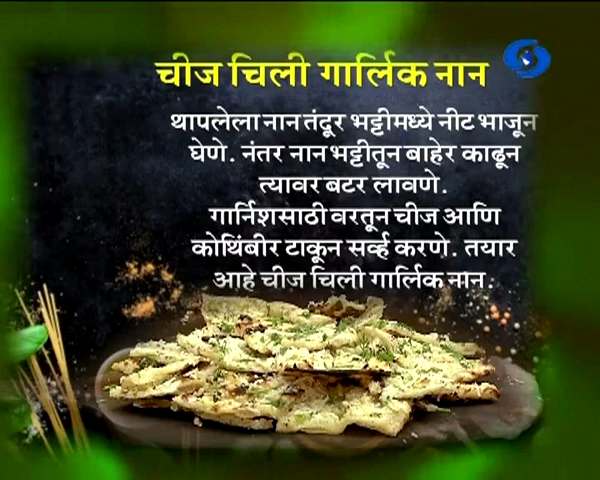 चीज चिली गार्लिक नान
थापलेला नान तंदूर भट्टीमध्ये नीट भाजून
घेणे. नंतर नान भट्टीतून बाहेर काढून
त्यावर बटर लावणे.
गार्निशसाठी वरतून चीज आणि
कोथिंबीर टाकून सर्व्ह करणे. तयार
आहे चीज चिली गार्लिक नान.